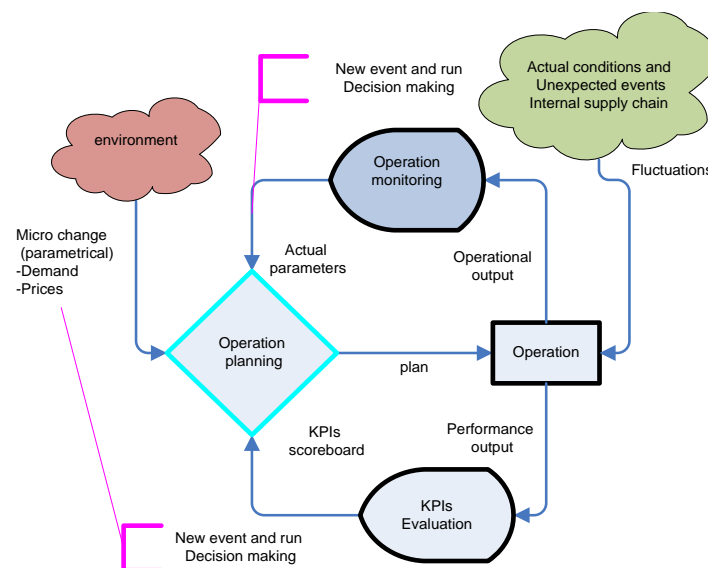 New event and run
Decision making
Actual conditions and
Unexpected events
Internal supply chain
environment
Operation
monitoring
Fluctuations
Micro change
(parametrical)
-Demand
-Prices
Actual
parameters
Operational
output
Operation
planning
plan
Operation
KPIs
scoreboard
Performance
output
KPIs
Evaluation
New event and run
Decision making